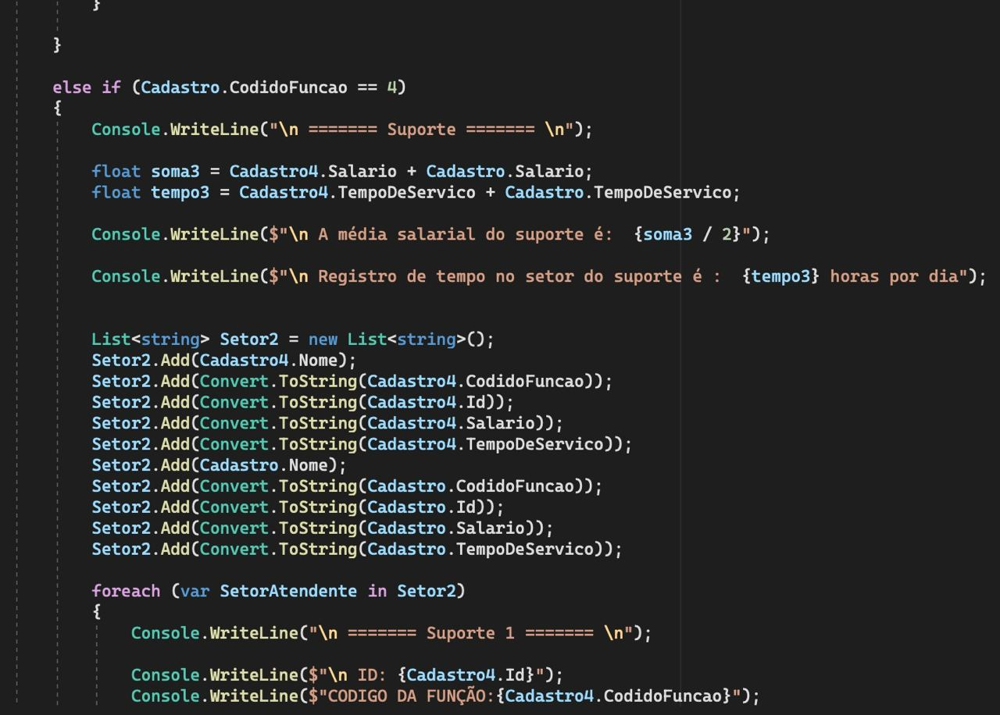 }
}
else if (Cadastro.CodidoFuncao == 4)
{
Console.WriteLine("\n ======= Suporte ======= \n");
float soma3 = Cadastro4.Salario + Cadastro.Salario;
float tempo3 = Cadastro4.TempoDeServico + Cadastro.TempoDeServico;
Console.WriteLine($"\n A média salarial do suporte é:  {soma3 / 2}");
Console.WriteLine($"\n Registro de tempo no setor do suporte é :  {tempo3} horas por dia");
List<string> Setor2 = new List<string>();
Setor2.Add(Cadastro4.Nome);
Setor2.Add(Convert.ToString(Cadastro4.CodidoFuncao));
Setor2.Add(Convert.ToString(Cadastro4.Id));
Setor2.Add(Convert.ToString(Cadastro4.Salario));
Setor2.Add(Convert.ToString(Cadastro4.TempoDeServico));
Setor2.Add(Cadastro.Nome);
Setor2.Add(Convert.ToString(Cadastro.CodidoFuncao));
Setor2.Add(Convert.ToString(Cadastro.Id));
Setor2.Add(Convert.ToString(Cadastro.Salario));
Setor2.Add(Convert.ToString(Cadastro.TempoDeServico));
foreach (var SetorAtendente in Setor2)
{
Console.WriteLine("\n ======= Suporte 1 ======= \n");
Console.WriteLine($"\n ID: {Cadastro4.Id}");
Console.WriteLine($"CODIGO DA FUNÇÃO:{Cadastro4.CodidoFuncao}");